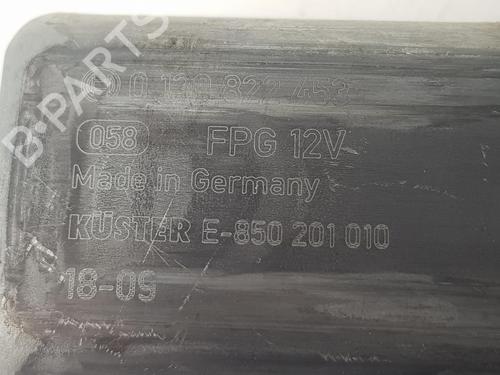 0 130 822 453
058 FPG 12V
Made in Germany
KÜSTER E-850 201 010
18-09
B-PARTS